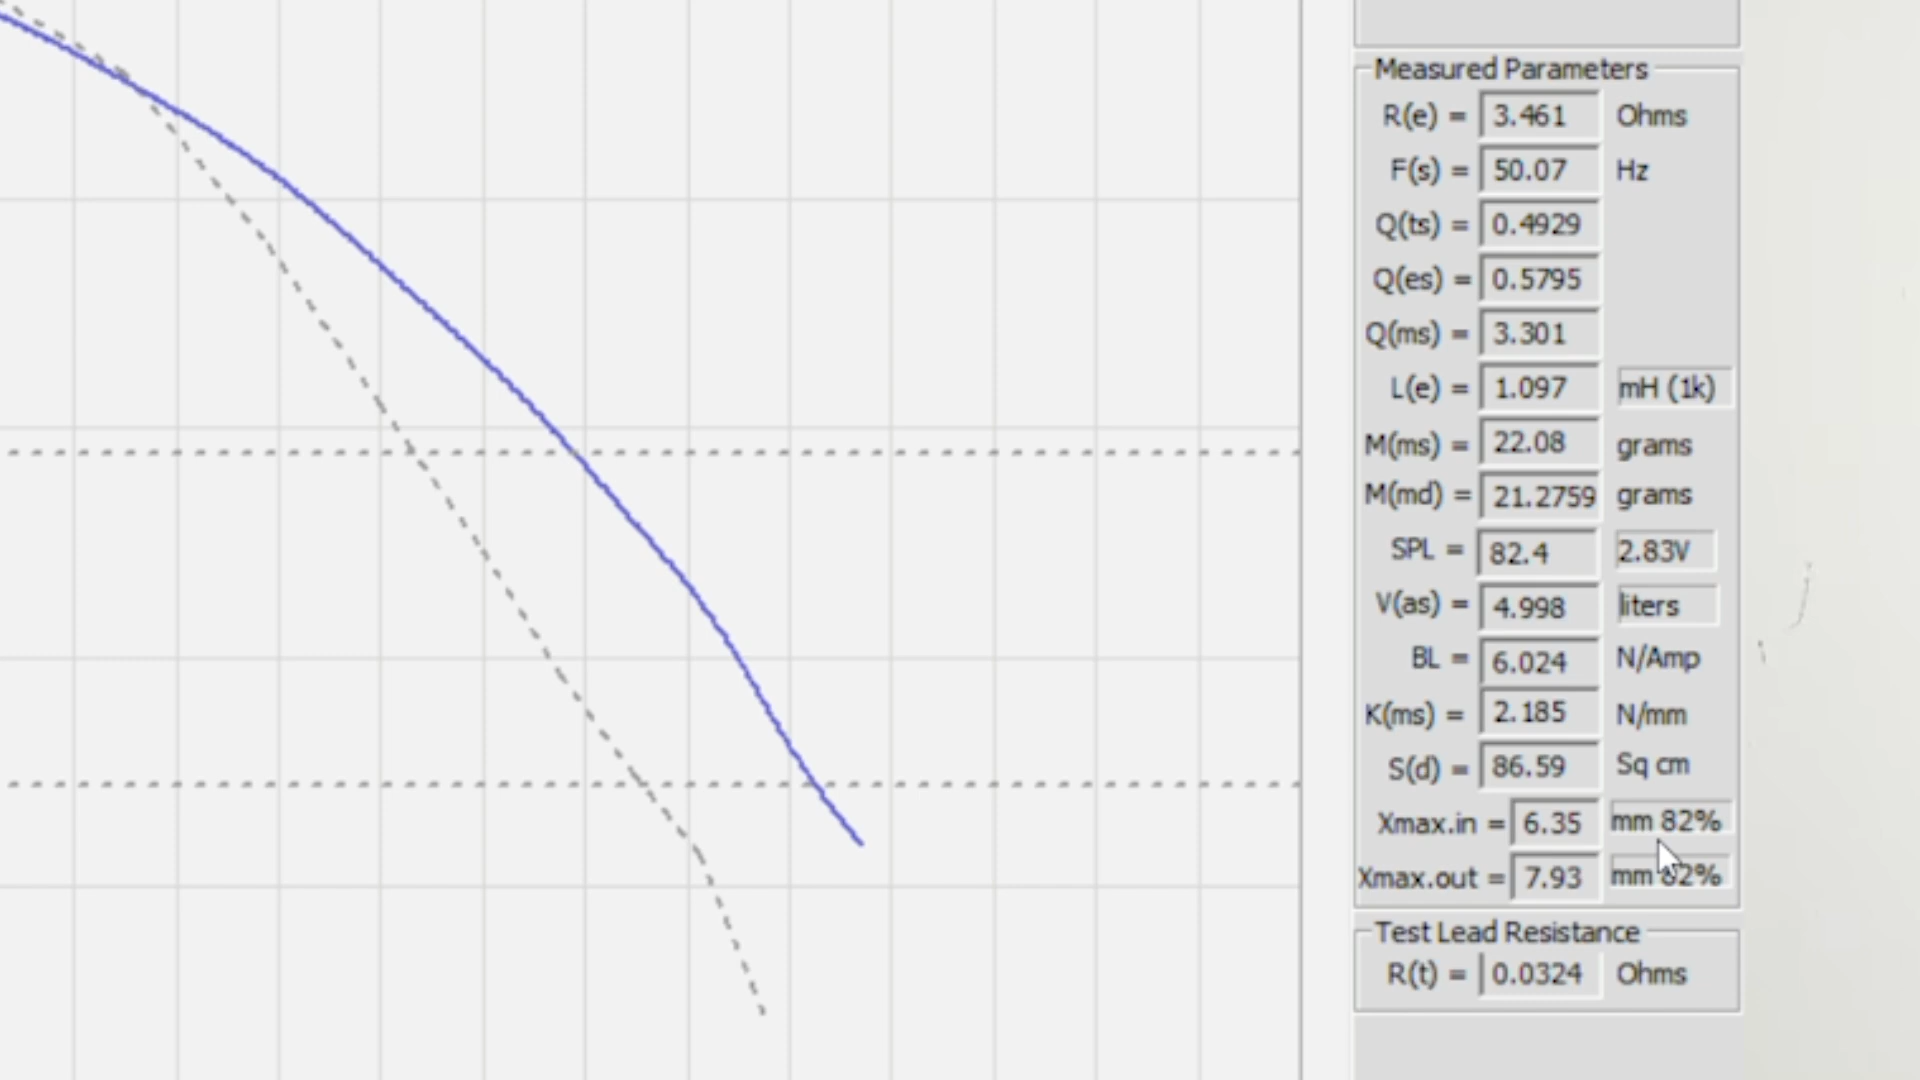 Measured Parameters
R(e) = 3.461 Ohms
F(s) = 50.07 Hz
Q(ts) = 0.4929
Q(es) = 0.5795
Q(ms) = 3.301
L(e) = 1.097 mH (1k)
M(ms) = 22.08 grams
M(md) = 21.2759 grams
SPL = 82.4 2.83V
V(as) = 4.998 liters
BL = 6.024 N/Amp
K(ms) = 2.185 N/mm
S(d) = 86.59 Sq cm
Xmax.in = 6.35 mm 82%
Xmax.out = 7.93 mm 82%
Test Lead Resistance
R(t) = 0.0324 Ohms